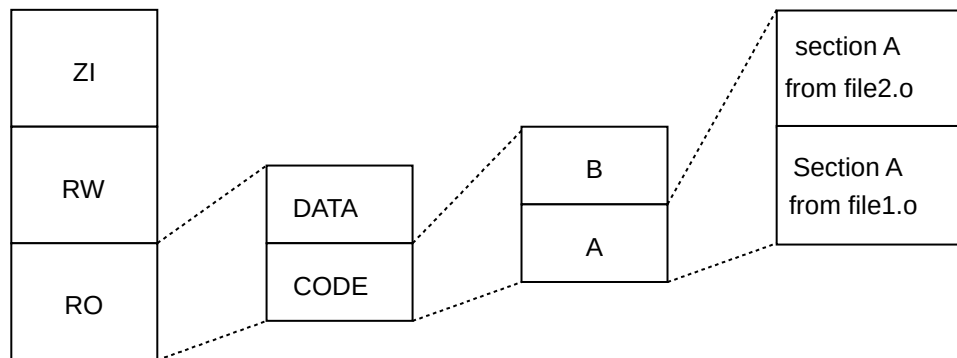 ZI
RW
RO
DATA
CODE
B
A
section A
from file2.o
Section A
from file1.o